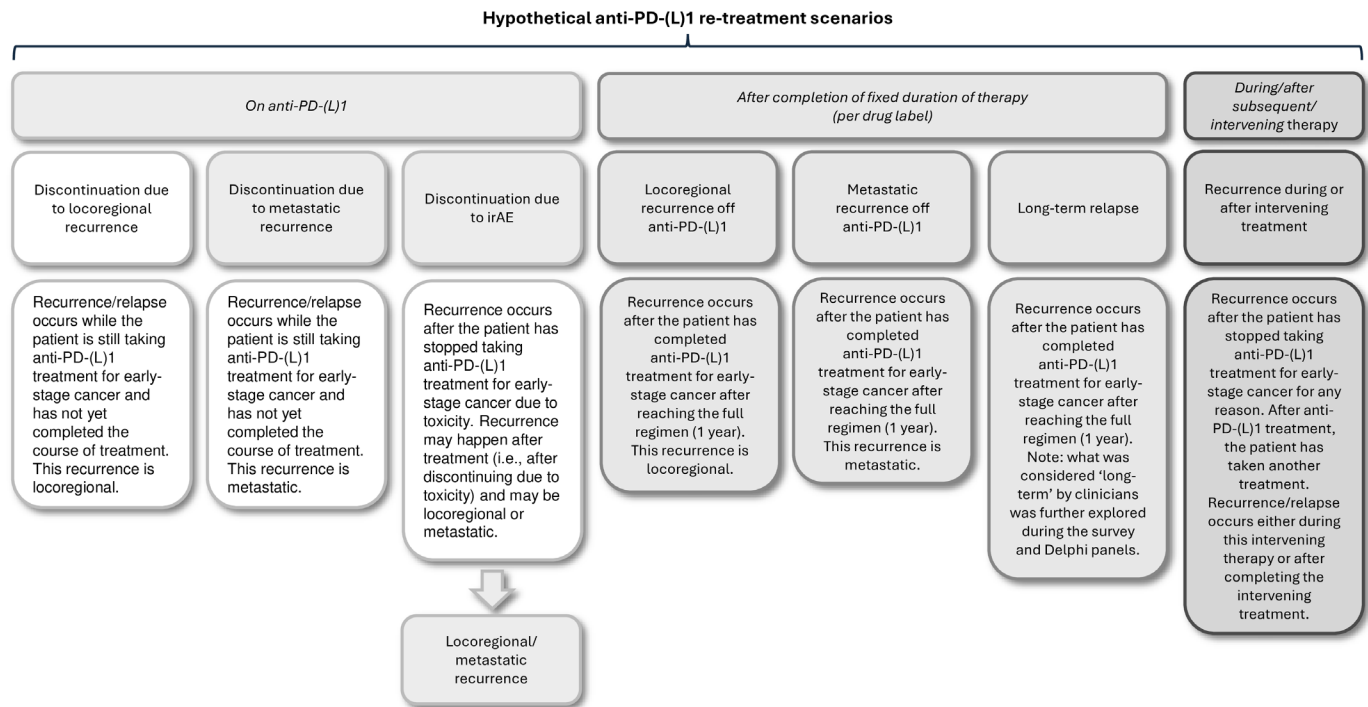 Hypothetical anti-PD-(L)1 re-treatment scenarios
On anti-PD-(L)1
After completion of fixed duration of therapy
(per drug label)
During/after
subsequent/
intervening therapy
Discontinuation due
to locoregional
recurrence
Discontinuation due
to metastatic
recurrence
Discontinuation due
to irAE
Locoregional
recurrence off
anti-PD-(L)1
Metastatic
recurrence off
anti-PD-(L)1
Long-term relapse
Recurrence during or
after intervening
treatment
Recurrence/relapse
occurs while the
patient is still taking
anti-PD-(L)1
treatment for early-
stage cancer and
has not yet
completed the
course of treatment.
This recurrence is
locoregional.
Recurrence/relapse
occurs while the
patient is still taking
anti-PD-(L)1
treatment for early-
stage cancer and
has not yet
completed the
course of treatment.
This recurrence is
metastatic.
Recurrence occurs
after the patient has
stopped taking
anti-PD-(L)1
treatment for early-
stage cancer due to
toxicity. Recurrence
may happen after
treatment (i.e., after
discontinuing due to
toxicity) and may be
locoregional or
metastatic.
Recurrence occurs
after the patient has
completed
anti-PD-(L)1
treatment for early-
stage cancer after
reaching the full
regimen (1 year).
This recurrence is
locoregional.
Recurrence occurs
after the patient has
completed
anti-PD-(L)1
treatment for early-
stage cancer after
reaching the full
regimen (1 year).
This recurrence is
metastatic.
Recurrence occurs
after the patient has
completed
anti-PD-(L)1
treatment for early-
stage cancer after
reaching the full
regimen (1 year).
Note: what was
considered ‘long-
term’ by clinicians
was further explored
during the survey
and Delphi panels.
Recurrence occurs
after the patient has
stopped taking
anti-PD-(L)1
treatment for early-
stage cancer for any
reason. After anti-
PD-(L)1 treatment,
the patient has
taken another
treatment.
Recurrence/relapse
occurs either during
this intervening
therapy or after
completing the
intervening
treatment.
Locoregional/
metastatic
recurrence